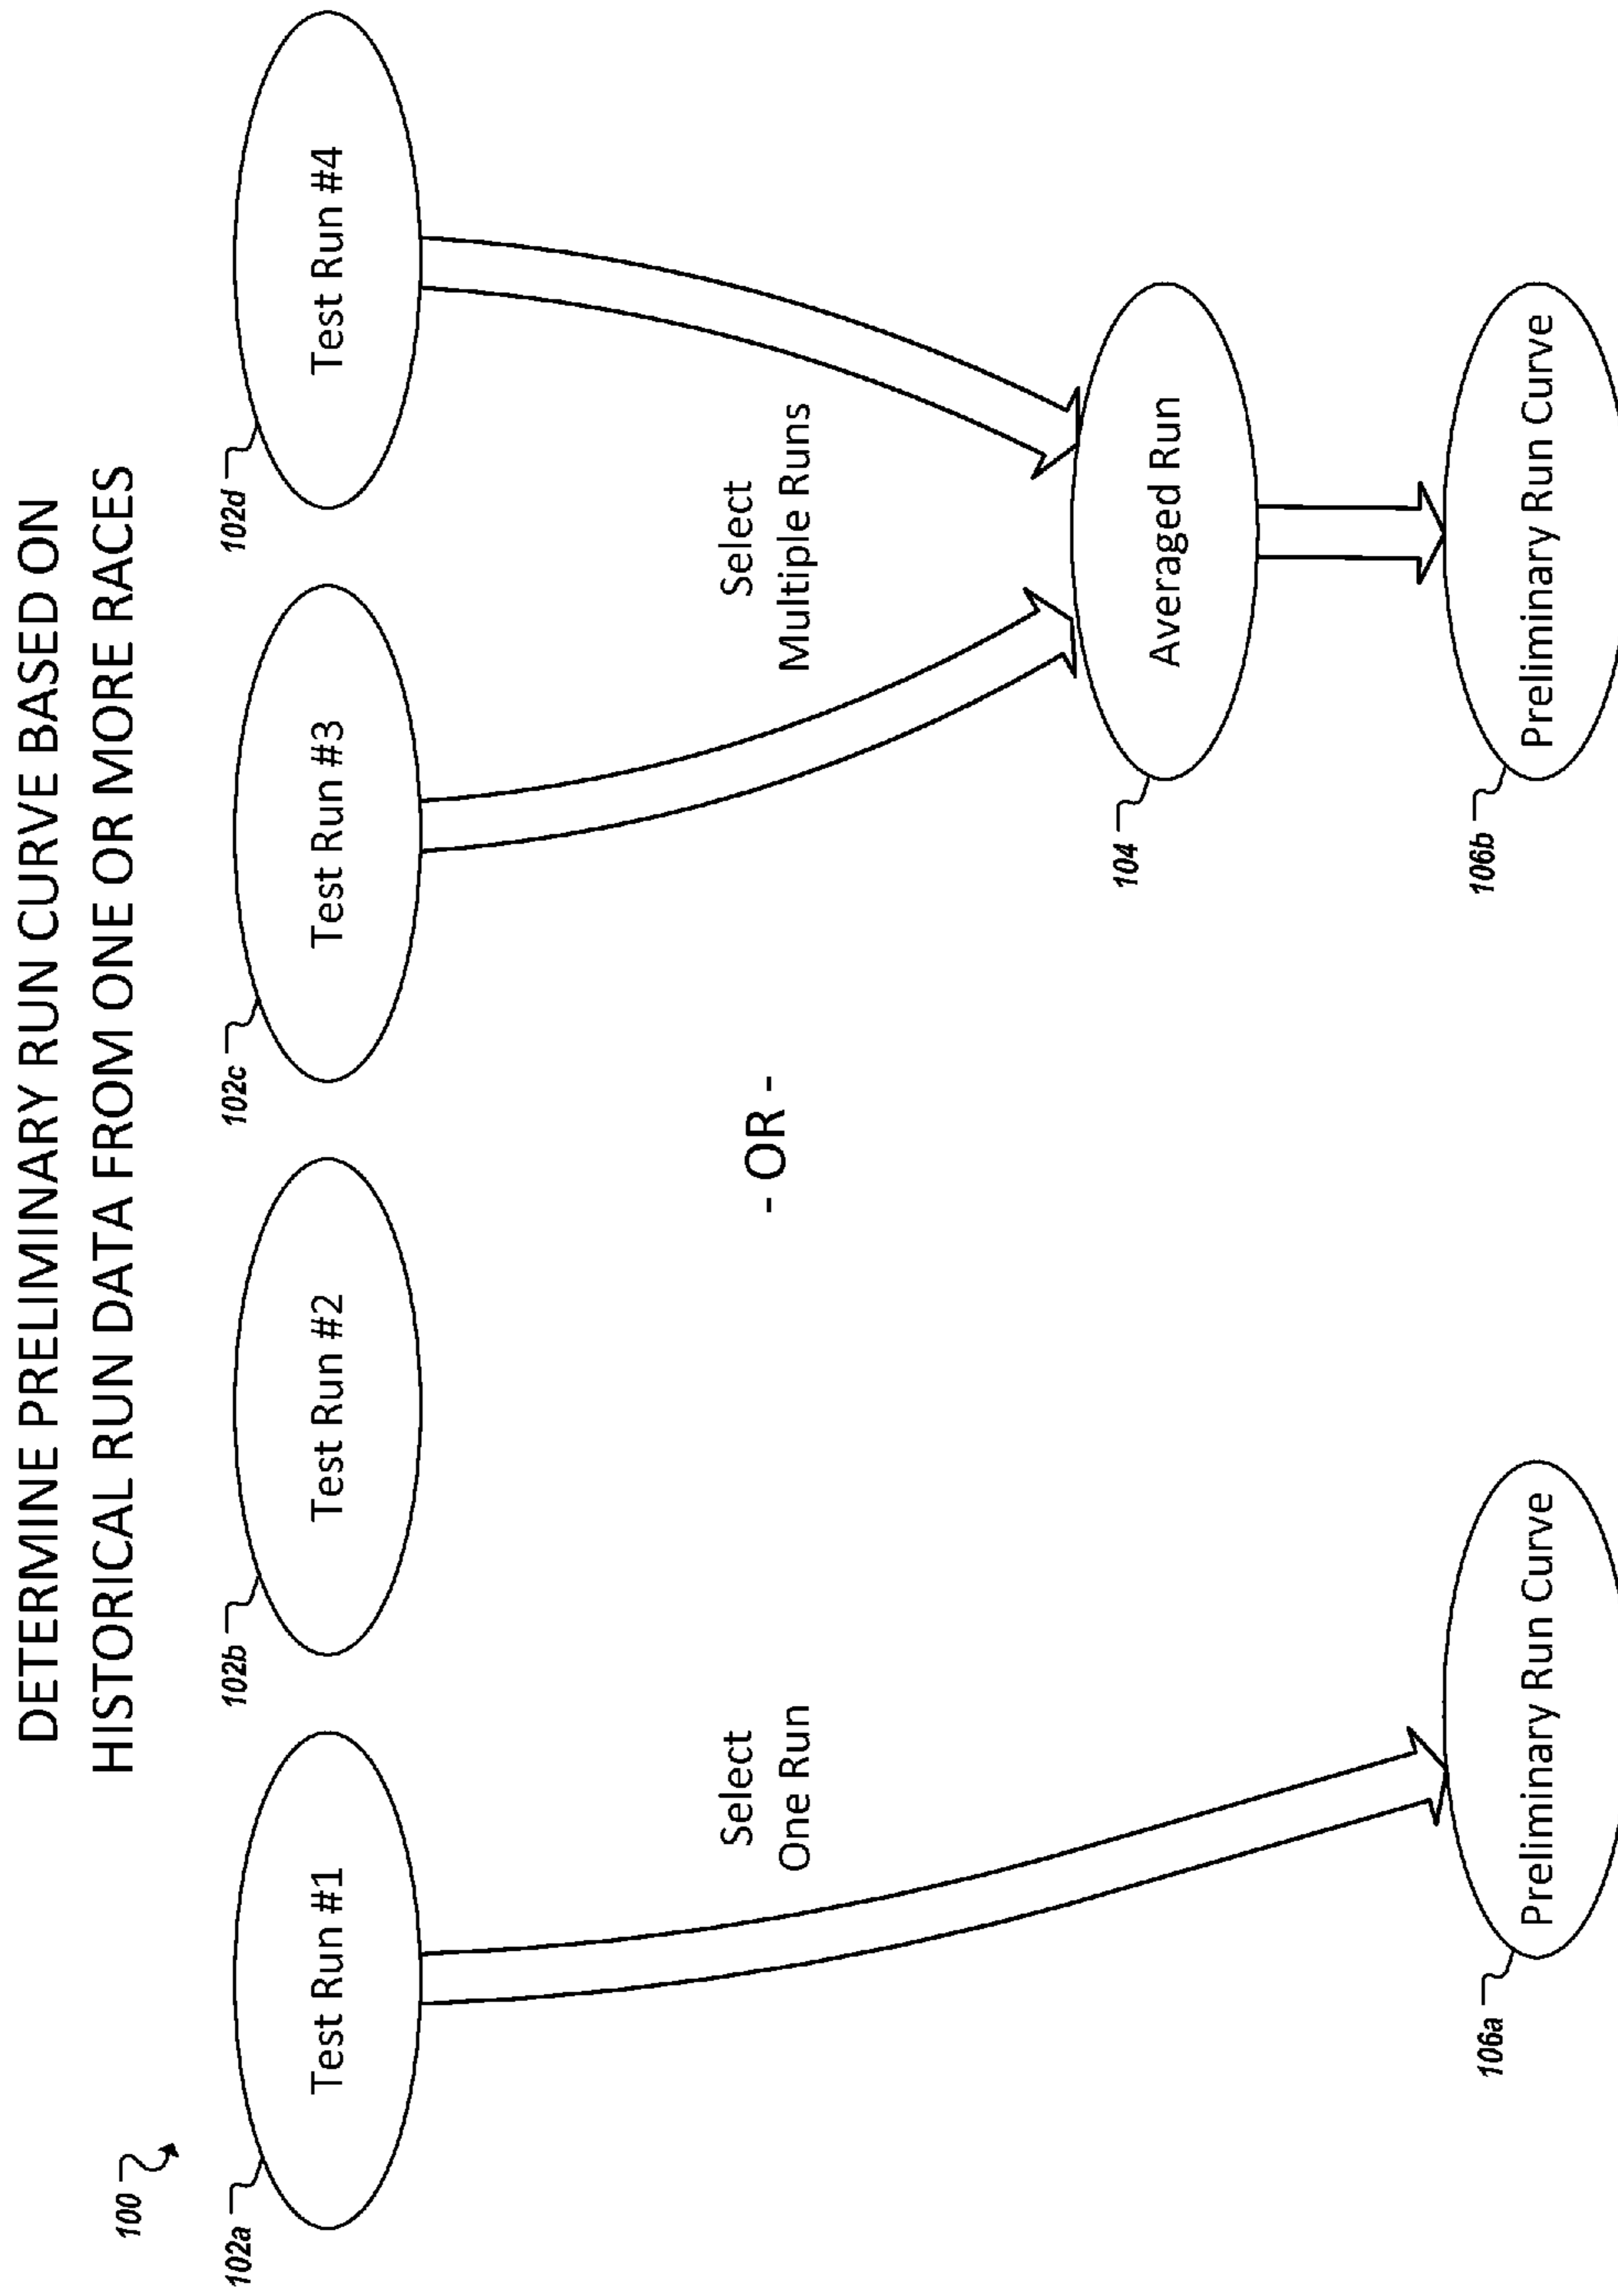 DETERMINE PRELIMINARY RUN CURVE BASED ON
HISTORICAL RUN DATA FROM ONE OR MORE RACES
100
102a
Test Run #1
102b
Test Run #2
102c
Test Run #3
102d
Test Run #4
Select
One Run
- OR -
Select
Multiple Runs
104
Averaged Run
106a
Preliminary Run Curve
106b
Preliminary Run Curve